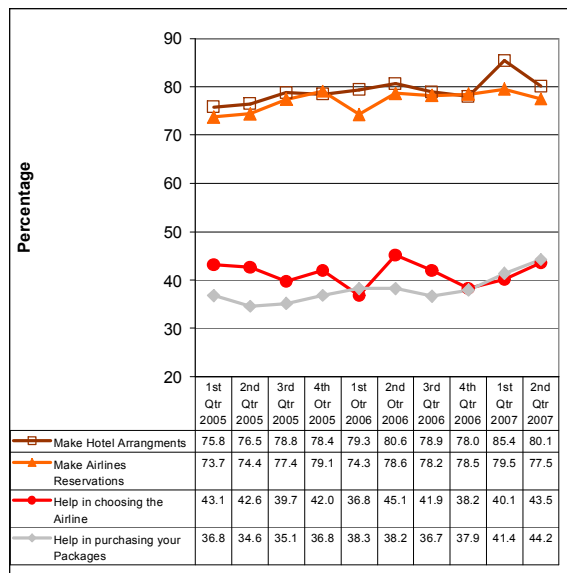 90
80
70
60
50
40
30
20
Percentage
1st 2nd 3rd 4th 1st 2nd 3rd 4th 1st 2nd
Qtr Qtr Qtr Otr Otr Otr Qtr Qtr Qtr Qtr
2005 2005 2005 2005 2006 2006 2006 2006 2007 2007
Make Hotel Arrangments 75.8 76.5 78.8 78.4 79.3 80.6 78.9 78.0 85.4 80.1
Make Airlines
Reservations 73.7 74.4 77.4 79.1 74.3 78.6 78.2 78.5 79.5 77.5
Help in choosing the
Airline 43.1 42.6 39.7 42.0 36.8 45.1 41.9 38.2 40.1 43.5
Help in purchasing your
Packages 36.8 34.6 35.1 36.8 38.3 38.2 36.7 37.9 41.4 44.2